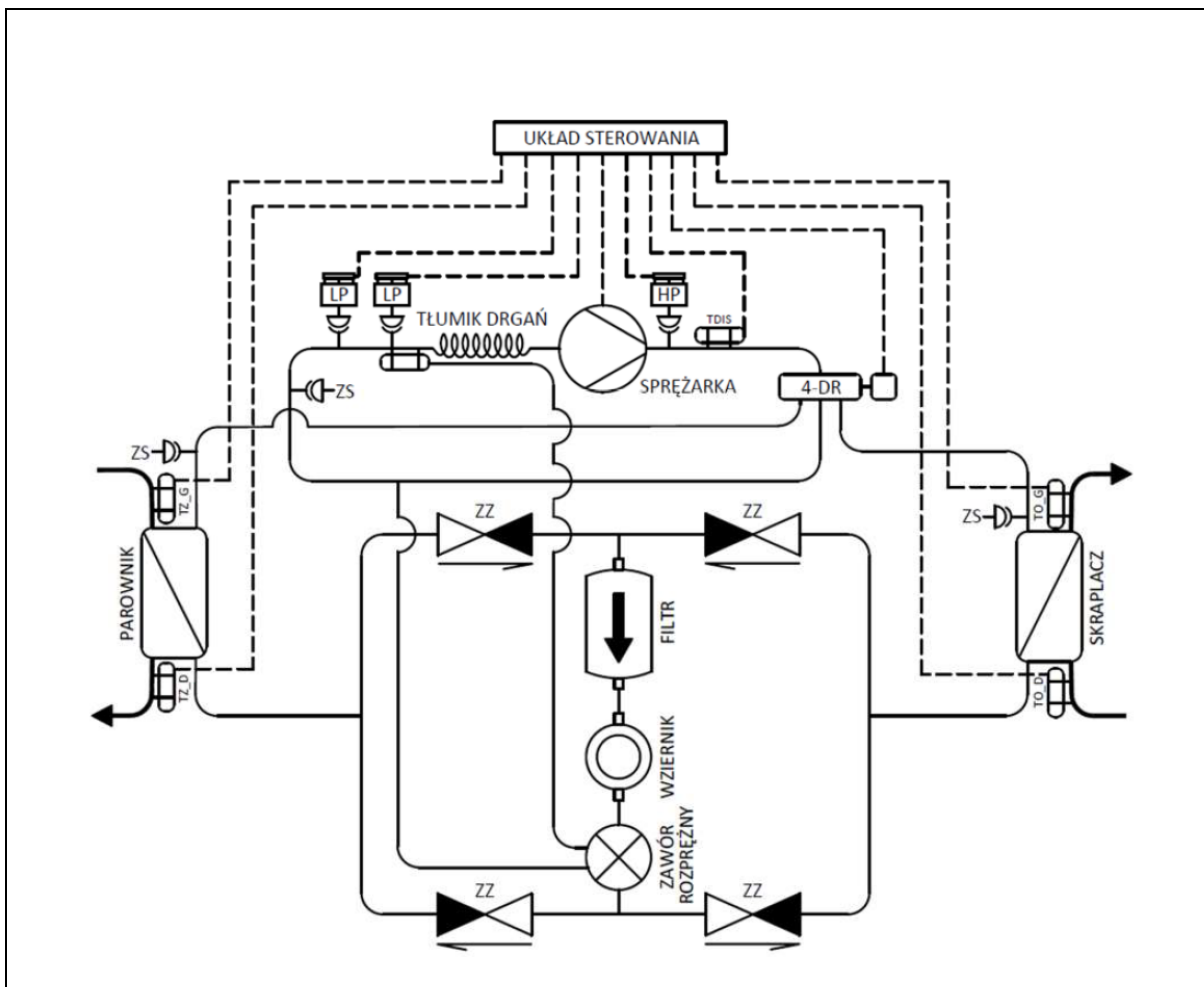 UKŁAD STEROWANIA
LP
LP
HP
TŁUMIK DRGAŃ
TDIS
SPRĘŻARKA
4-DR
ZS
ZS
TZ_G
TO_G
ZS
ZZ
ZZ
PAROWNIK
FILTR
SKRAPLACZ
TZ_D
TO_D
WZIERNIK
ZAWÓR
ROZPRĘŻNY
ZZ
ZZ